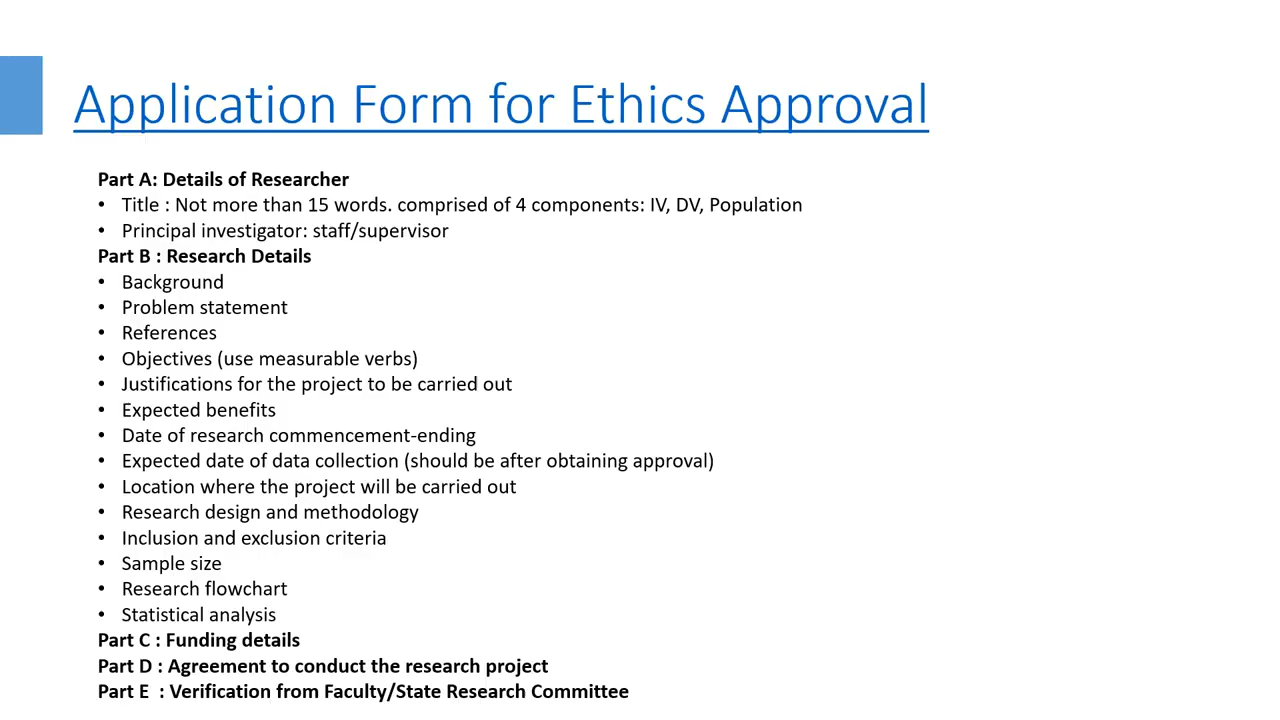 Application Form for Ethics Approval
Part A: Details of Researcher
• Title : Not more than 15 words. comprised of 4 components: IV, DV, Population
• Principal investigator: staff/supervisor
Part B : Research Details
• Background
• Problem statement
• References
• Objectives (use measurable verbs)
• Justifications for the project to be carried out
• Expected benefits
• Date of research commencement-ending
• Expected date of data collection (should be after obtaining approval)
• Location where the project will be carried out
• Research design and methodology
• Inclusion and exclusion criteria
• Sample size
• Research flowchart
• Statistical analysis
Part C : Funding details
Part D : Agreement to conduct the research project
Part E  : Verification from Faculty/State Research Committee